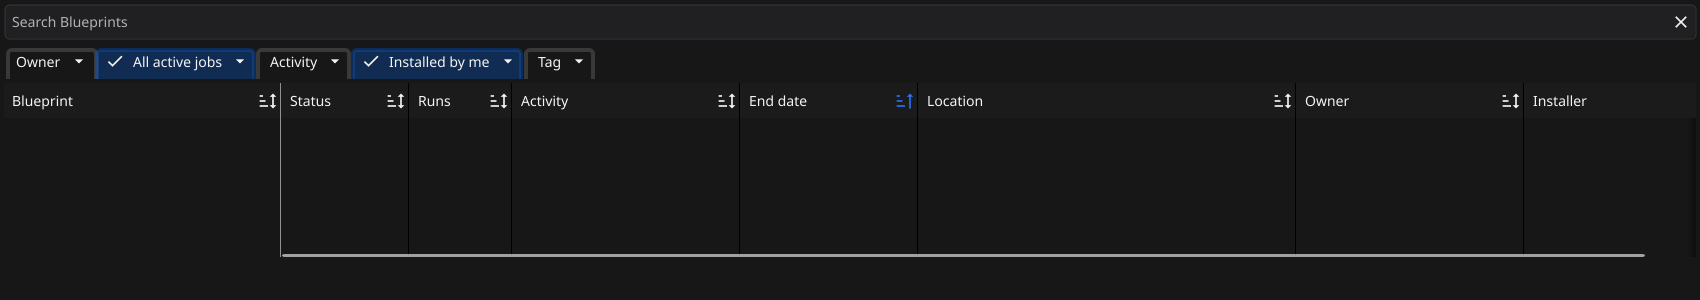 Search Blueprints
Owner All active jobs Activity Installed by me Tag
Blueprint Status Runs Activity End date Location Owner Installer